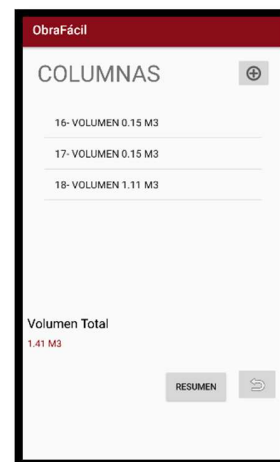 ObraFácil
COLUMNAS
16- VOLUMEN 0.15 M3
17- VOLUMEN 0.15 M3
18- VOLUMEN 1.11 M3
Volumen Total
1.41 M3
RESUMEN